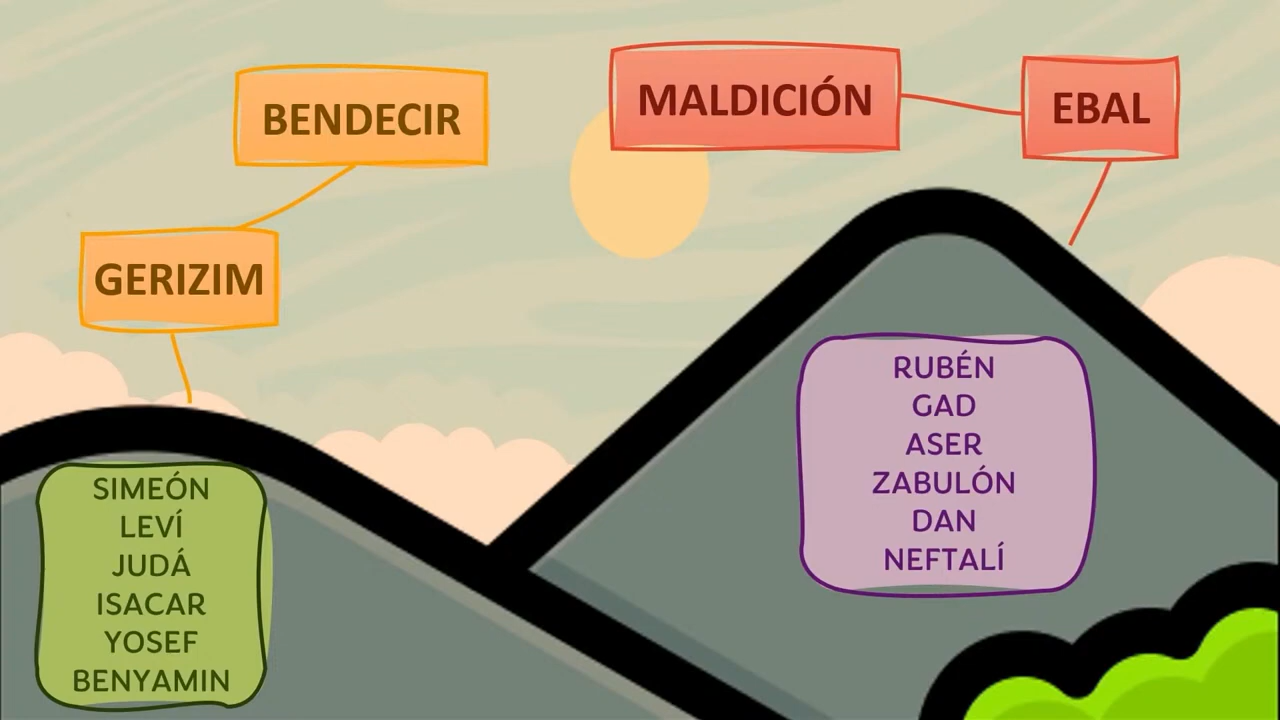 BENDECIR
GERIZIM
SIMEÓN
LEVÍ
JUDÁ
ISACAR
YOSEF
BENYAMIN
MALDICIÓN
EBAL
RUBÉN
GAD
ASER
ZABULÓN
DAN
NEFTALÍ